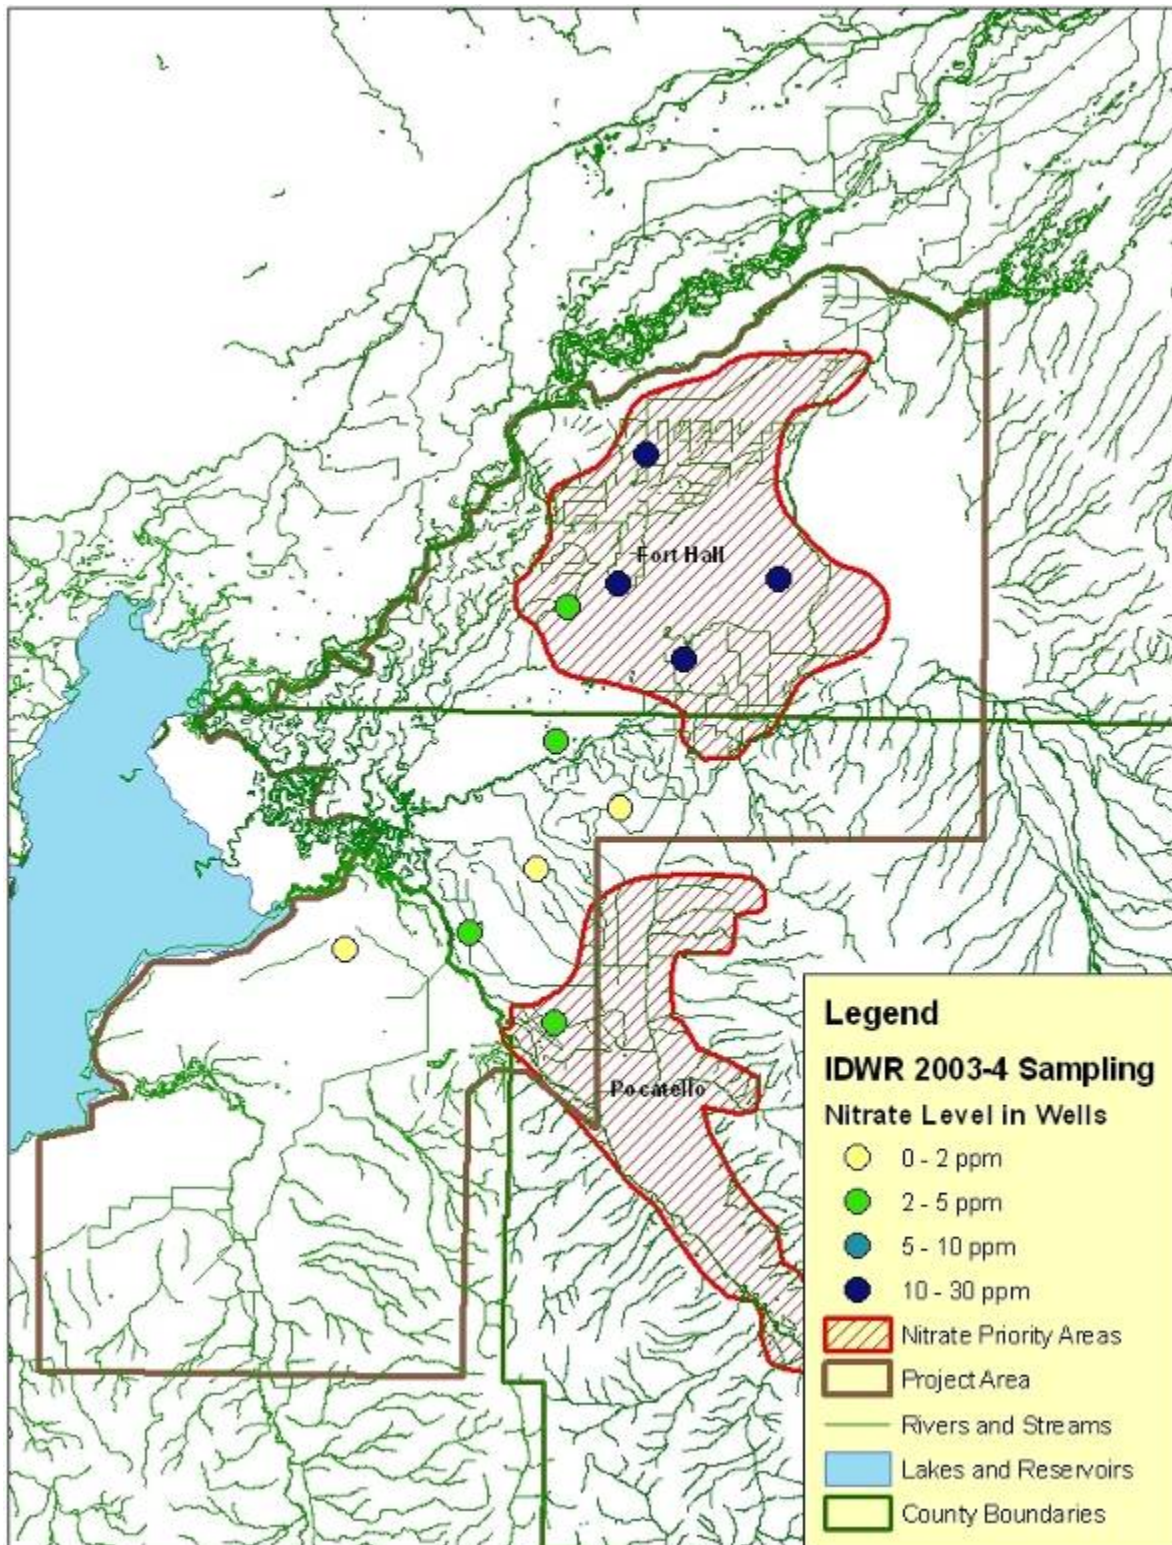 Fort Hall
Pocatello
Legend
IDWR 2003-4 Sampling
Nitrate Level in Wells
0 - 2 ppm
2 - 5 ppm
5 - 10 ppm
10 - 30 ppm
Nitrate Priority Areas
Project Area
Rivers and Streams
Lakes and Reservoirs
County Boundaries